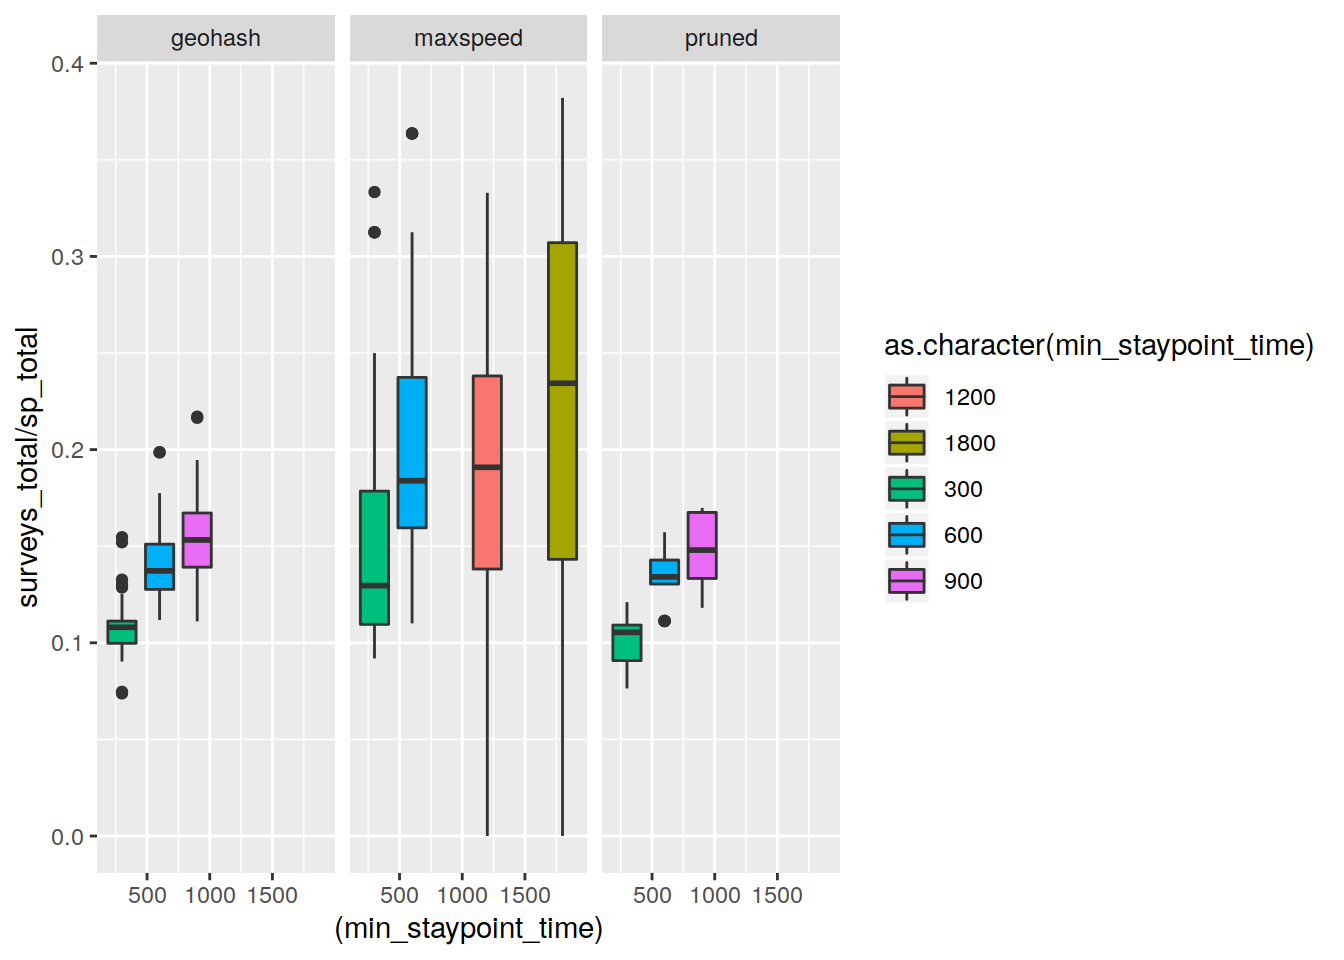 geohash maxspeed pruned
0.4
0.3
0.2
0.1
0.0
surveys_total/sp_total
500 1000 1500 500 1000 1500 500 1000 1500
(min_staypoint_time)
as.character(min_staypoint_time)
1200
1800
300
600
900